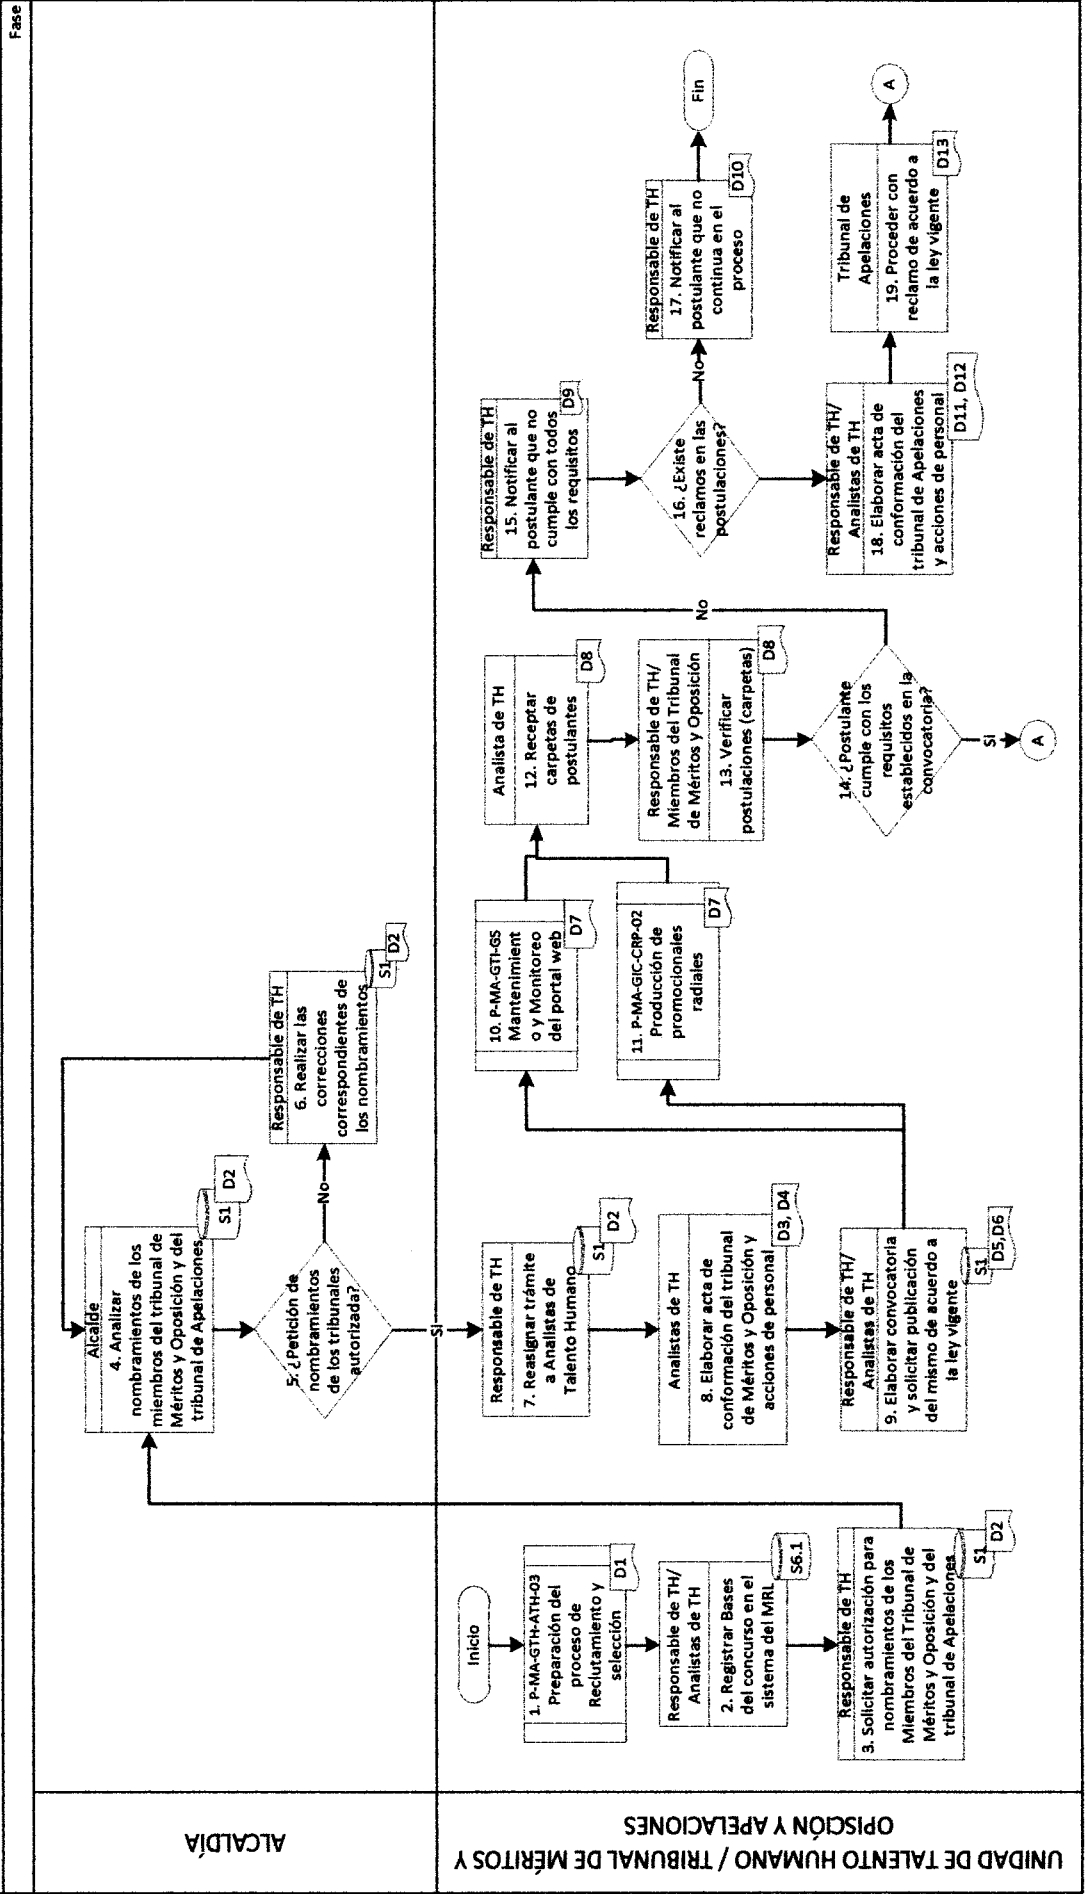 Fase
ALCALDÍA
Alcalde
4. Analizar
nombramientos de los
miembros del tribunal de
Méritos y Oposición y del
tribunal de Apelaciones
S1
D2
5. ¿Petición de
nombramientos
de los tribunales
autorizada?
No
Responsable de TH
6. Realizar las
correcciones
correspondientes de
los nombramientos
S1
D2
Si
UNIDAD DE TALENTO HUMANO / TRIBUNAL DE MÉRITOS Y
OPISCIÓN Y APELACIONES
Inicio
1. P-MA-GTH-ATH-03
Preparación del
proceso de
Reclutamiento y
selección
D1
Responsable de TH/
Analistas de TH
2. Registrar Bases
del concurso en el
sistema del MRL
S6.1
Responsable de TH
3. Solicitar autorización para
nombramientos de los
Miembros del Tribunal de
Méritos y Oposición y del
tribunal de Apelaciones
S1
D2
Responsable de TH
7. Reasignar trámite
a Analistas de
Talento Humano
S1
D2
Analistas de TH
8. Elaborar acta de
conformación del tribunal
de Méritos y Oposición y
acciones de personal
D3, D4
Responsable de TH/
Analistas de TH
9. Elaborar convocatoria
y solicitar publicación
del mismo de acuerdo a
la ley vigente
S1
D5,D6
10. P-MA-GTI-GS
Mantenimient
o y Monitoreo
del portal web
D7
11. P-MA-GIC-CRP-02
Producción de
promocionales
radiales
D7
Analista de TH
12. Receptar
carpetas de
postulantes
D8
Responsable de TH/
Miembros del Tribunal
de Méritos y Oposición
13. Verificar
postulaciones (carpetas)
D8
14. ¿Postulante
cumple con los
requisitos
establecidos en la
convocatoria?
Si
A
No
Responsable de TH
15. Notificar al
postulante que no
cumple con todos
los requisitos
D9
16. ¿Existe
reclamos en las
postulaciones?
No
Responsable de TH
17. Notificar al
postulante que no
continua en el
proceso
D10
Fin
Responsable de TH/
Analistas de TH
18. Elaborar acta de
conformación del
tribunal de Apelaciones
y acciones de personal
D11, D12
Tribunal de
Apelaciones
19. Proceder con
reclamo de acuerdo a
la ley vigente
D13
A